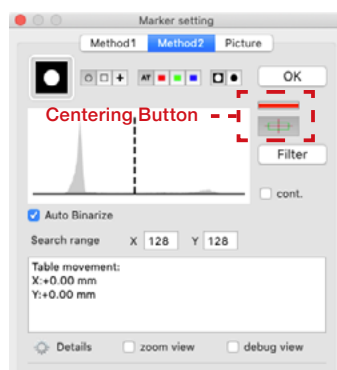 Marker setting
Method1 Method2 Picture
AT OK
Centering Button
Filter
cont.
Auto Binarize
Search range X 128 Y 128
Table movement:
X:+0.00 mm
Y:+0.00 mm
Details zoom view debug view